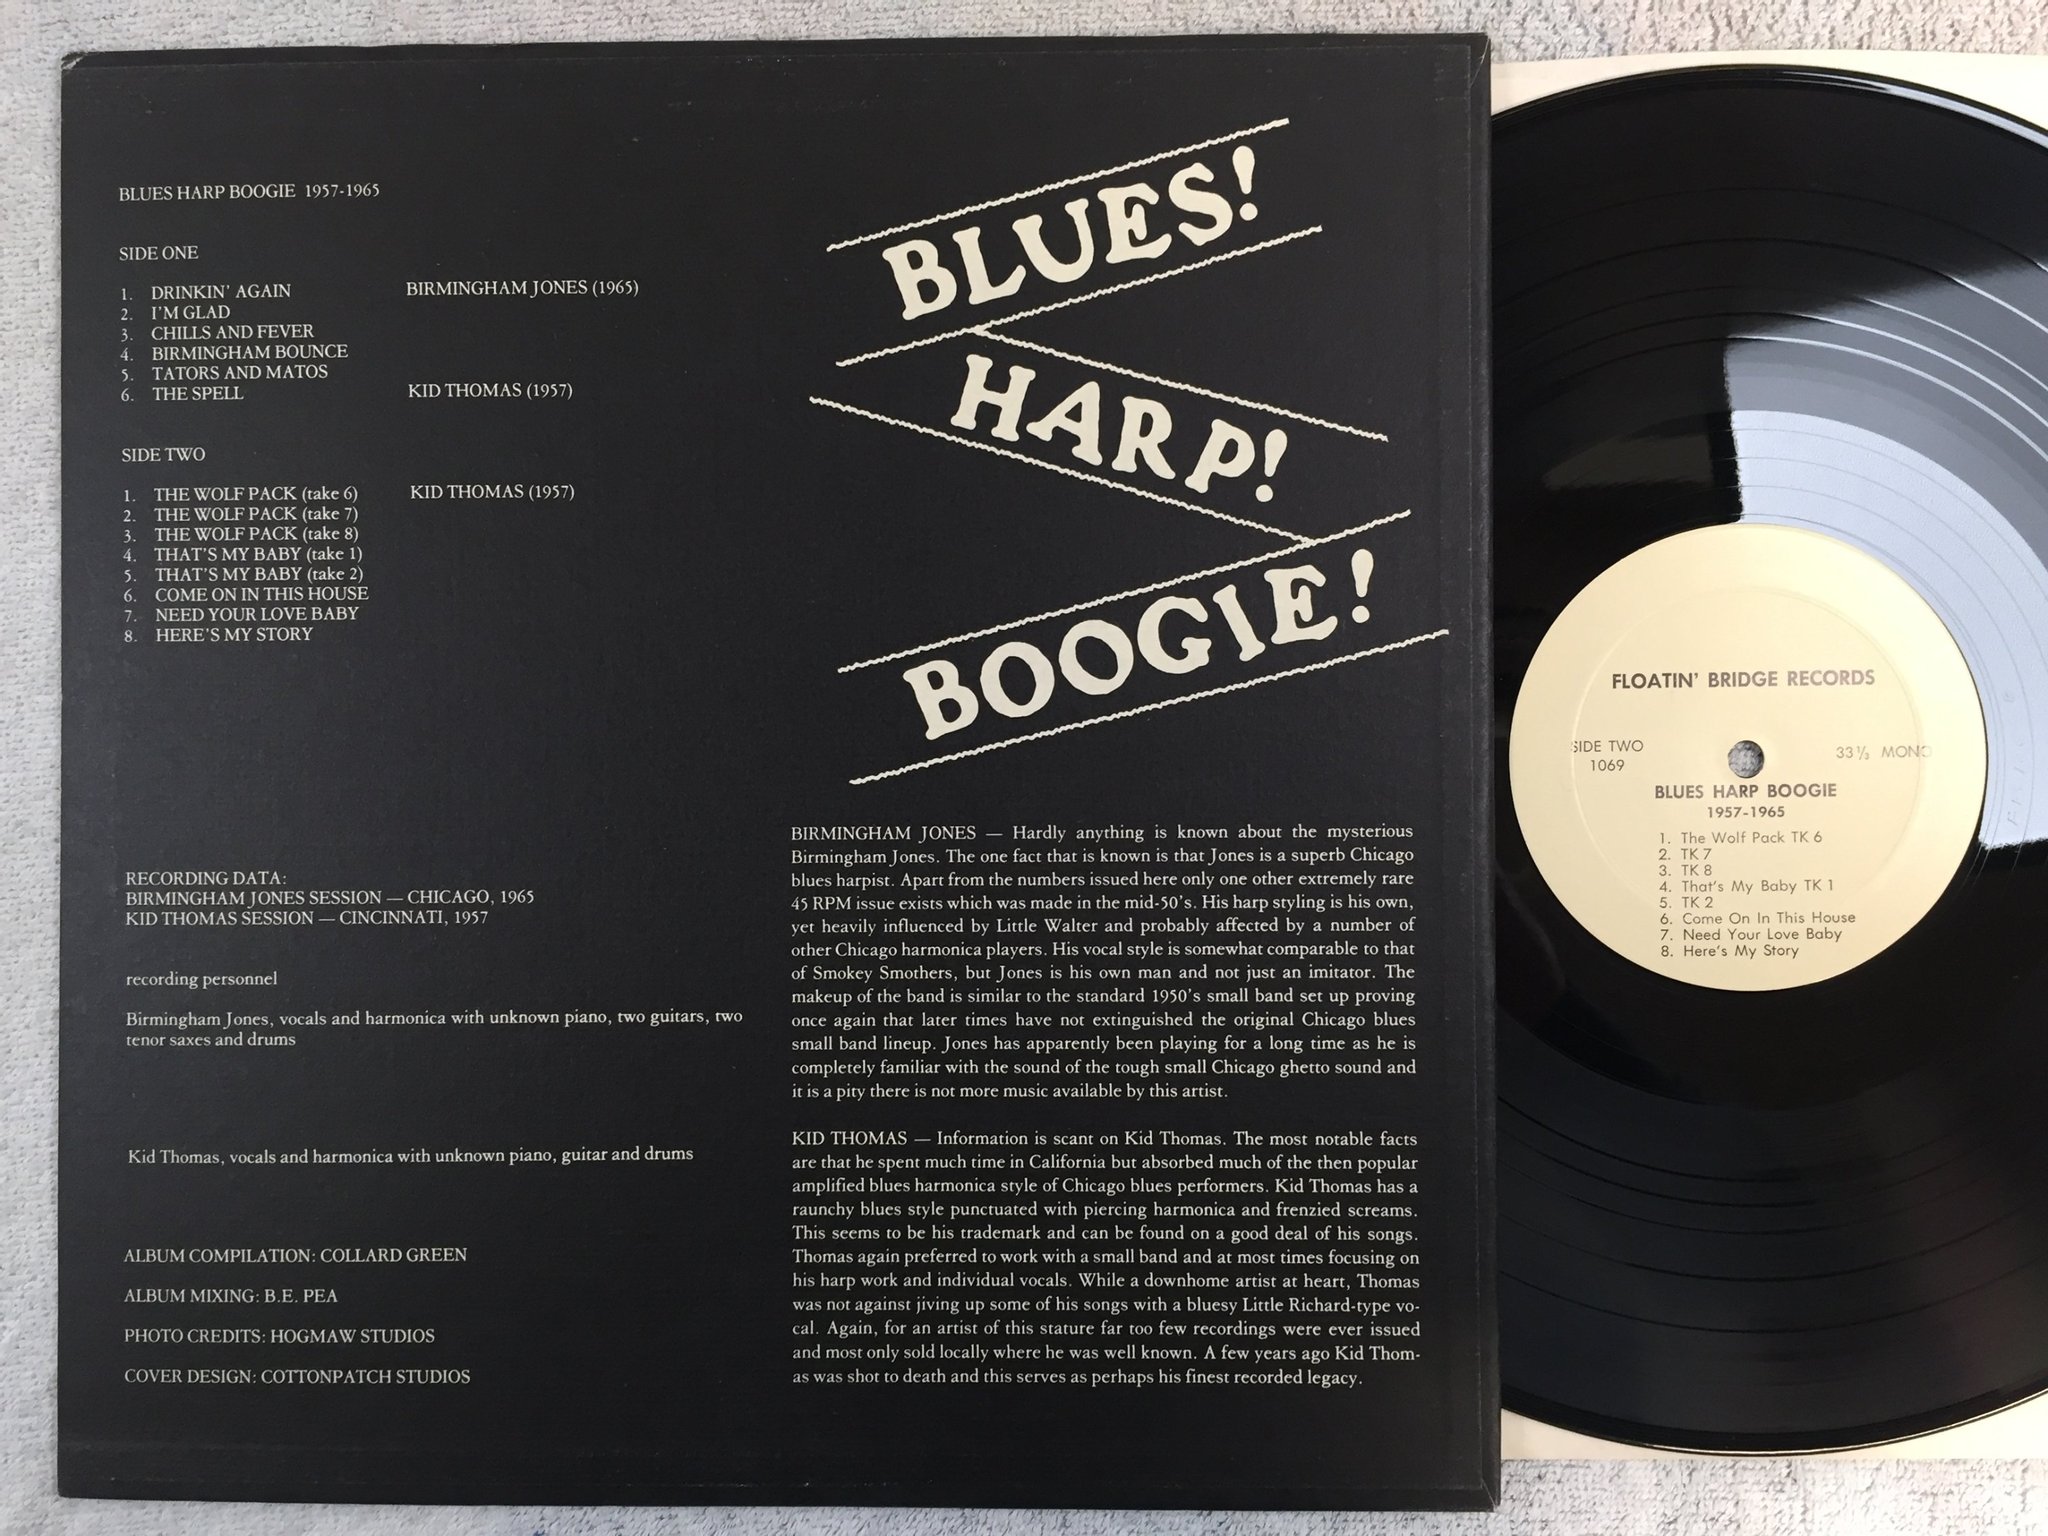 BLUES HARP BOOGIE 1957-1965
SIDE ONE
1. DRINKIN' AGAIN BIRMINGHAM JONES (1965)
2. I'M GLAD
3. CHILLS AND FEVER
4. BIRMINGHAM BOUNCE
5. TATORS AND MATOS
6. THE SPELL KID THOMAS (1957)
SIDE TWO
1. THE WOLF PACK (take 6) KID THOMAS (1957)
2. THE WOLF PACK (take 7)
3. THE WOLF PACK (take 8)
4. THAT'S MY BABY (take 1)
5. THAT'S MY BABY (take 2)
6. COME ON IN THIS HOUSE
7. NEED YOUR LOVE BABY
8. HERE'S MY STORY
RECORDING DATA:
BIRMINGHAM JONES SESSION — CHICAGO, 1965
KID THOMAS SESSION — CINCINNATI, 1957
recording personnel
Birmingham Jones, vocals and harmonica with unknown piano, two guitars, two
tenor saxes and drums
Kid Thomas, vocals and harmonica with unknown piano, guitar and drums
ALBUM COMPILATION: COLLARD GREEN
ALBUM MIXING: B.E. PEA
PHOTO CREDITS: HOGMAW STUDIOS
COVER DESIGN: COTTONPATCH STUDIOS
BLUES!
HARP!
BOOGIE!
BIRMINGHAM JONES — Hardly anything is known about the mysterious
Birmingham Jones. The one fact that is known is that Jones is a superb Chicago
blues harpist. Apart from the numbers issued here only one other extremely rare
45 RPM issue exists which was made in the mid-50's. His harp styling is his own,
yet heavily influenced by Little Walter and probably affected by a number of
other Chicago harmonica players. His vocal style is somewhat comparable to that
of Smokey Smothers, but Jones is his own man and not just an imitator. The
makeup of the band is similar to the standard 1950's small band set up proving
once again that later times have not extinguished the original Chicago blues
small band lineup. Jones has apparently been playing for a long time as he is
completely familiar with the sound of the tough small Chicago ghetto sound and
it is a pity there is not more music available by this artist.
KID THOMAS — Information is scant on Kid Thomas. The most notable facts
are that he spent much time in California but absorbed much of the then popular
amplified blues harmonica style of Chicago blues performers. Kid Thomas has a
raunchy blues style punctuated with piercing harmonica and frenzied screams.
This seems to be his trademark and can be found on a good deal of his songs.
Thomas again preferred to work with a small band and at most times focusing on
his harp work and individual vocals. While a downhome artist at heart, Thomas
was not against jiving up some of his songs with a bluesy Little Richard-type vo-
cal. Again, for an artist of this stature far too few recordings were ever issued
and most only sold locally where he was well known. A few years ago Kid Thom-
as was shot to death and this serves as perhaps his finest recorded legacy.
FLOATIN' BRIDGE RECORDS
SIDE TWO 33⅓ MONO
1069
BLUES HARP BOOGIE
1957-1965
1. The Wolf Pack TK 6
2. TK 7
3. TK 8
4. That's My Baby TK 1
5. TK 2
6. Come On In This House
7. Need Your Love Baby
8. Here's My Story